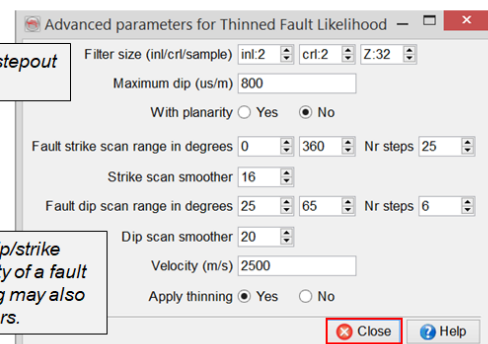 Advanced parameters for Thinned Fault Likelihood
stepout
Filter size (inl/crl/sample) inl:2 crl:2 Z:32
Maximum dip (us/m) 800
With planarity Yes No
Fault strike scan range in degrees 0 360 Nr steps 25
Strike scan smoother 16
Fault dip scan range in degrees 25 65 Nr steps 6
Dip scan smoother 20
p/strike
ty of a fault
Velocity (m/s) 2500
g may also
rs.
Apply thinning Yes No
Close Help